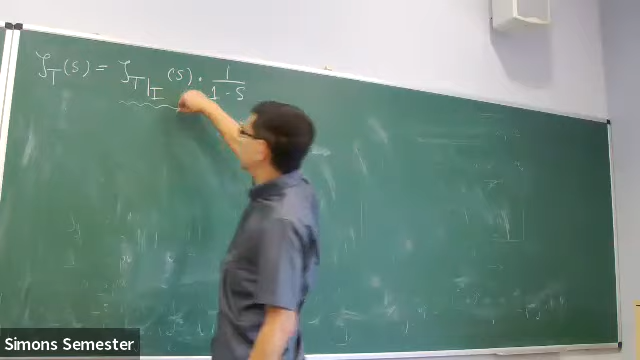 ζ_T(s) = ζ_{T|_I}(s) · 1/(1-s)
Simons Semester